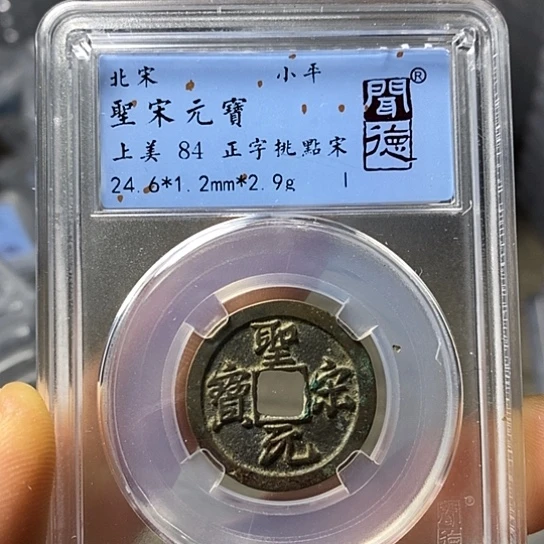 北宋 小平
聖宋元寶
上美 84 正字挑點宋
24.6*1.2mm*2.9g I
聞德®
聖宋元寶